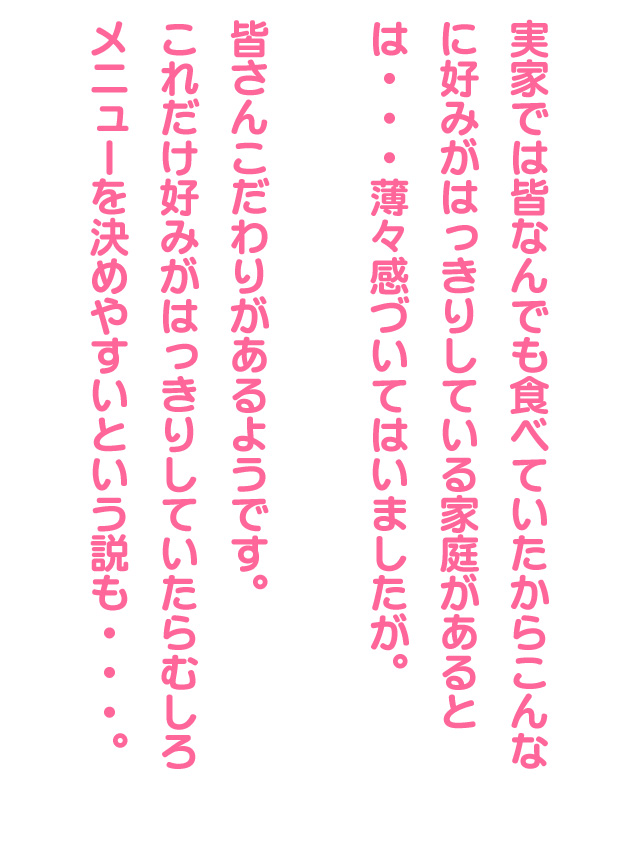 実家では皆なんでも食べていたからこんな
に好みがはっきりしている家庭があると
は・・・薄々感づいてはいましたが。
皆さんこだわりがあるようです。
これだけ好みがはっきりしていたらむしろ
メニューを決めやすいという説も・・・。